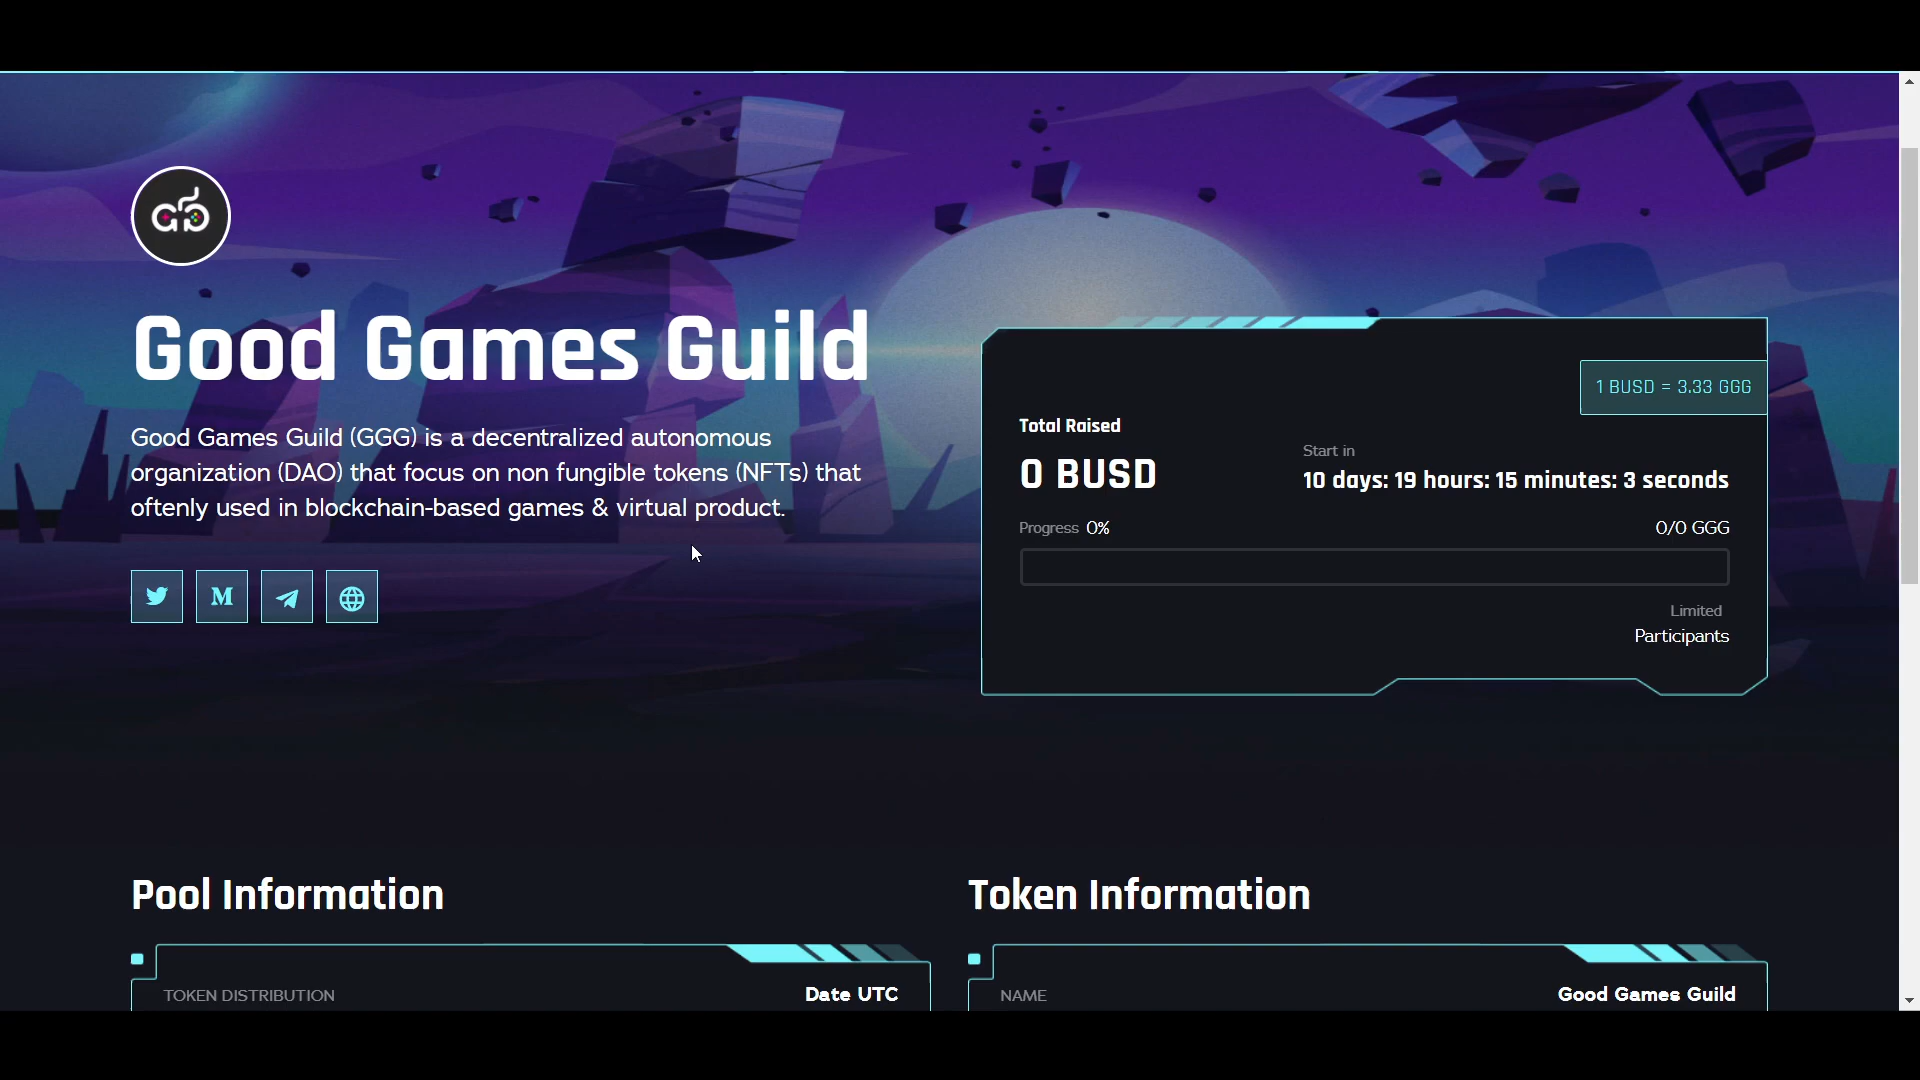 GG
Good Games Guild
Good Games Guild (GGG) is a decentralized autonomous
organization (DAO) that focus on non fungible tokens (NFTs) that
oftenly used in blockchain-based games & virtual product.
M
1 BUSD = 3.33 GGG
Total Raised
0 BUSD
Start in
10 days: 19 hours: 15 minutes: 3 seconds
Progress 0%
0/0 GGG
Limited
Participants
Pool Information
TOKEN DISTRIBUTION
Date UTC
Token Information
NAME
Good Games Guild